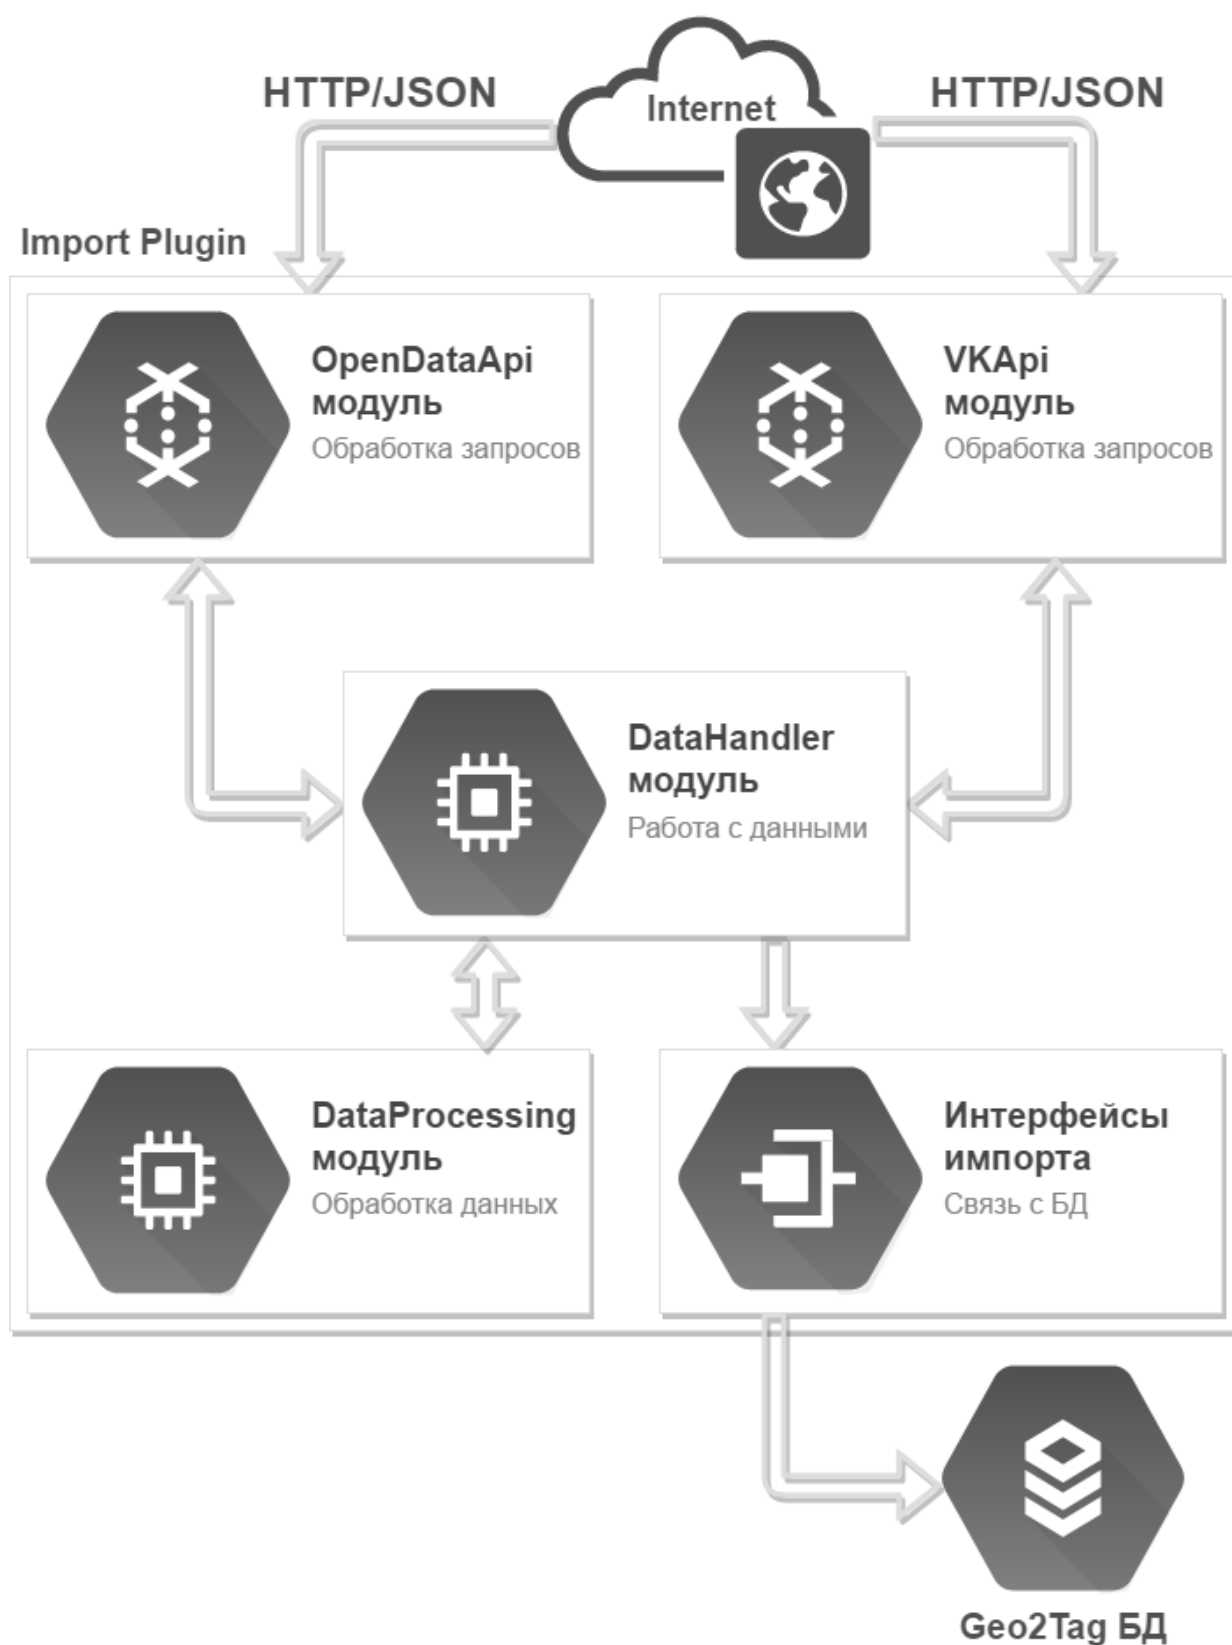 HTTP/JSON
Internet
HTTP/JSON
Import Plugin
OpenDataApi
модуль
Обработка запросов
VKApi
модуль
Обработка запросов
DataHandler
модуль
Работа с данными
DataProcessing
модуль
Обработка данных
Интерфейсы
импорта
Связь с БД
Geo2Tag БД